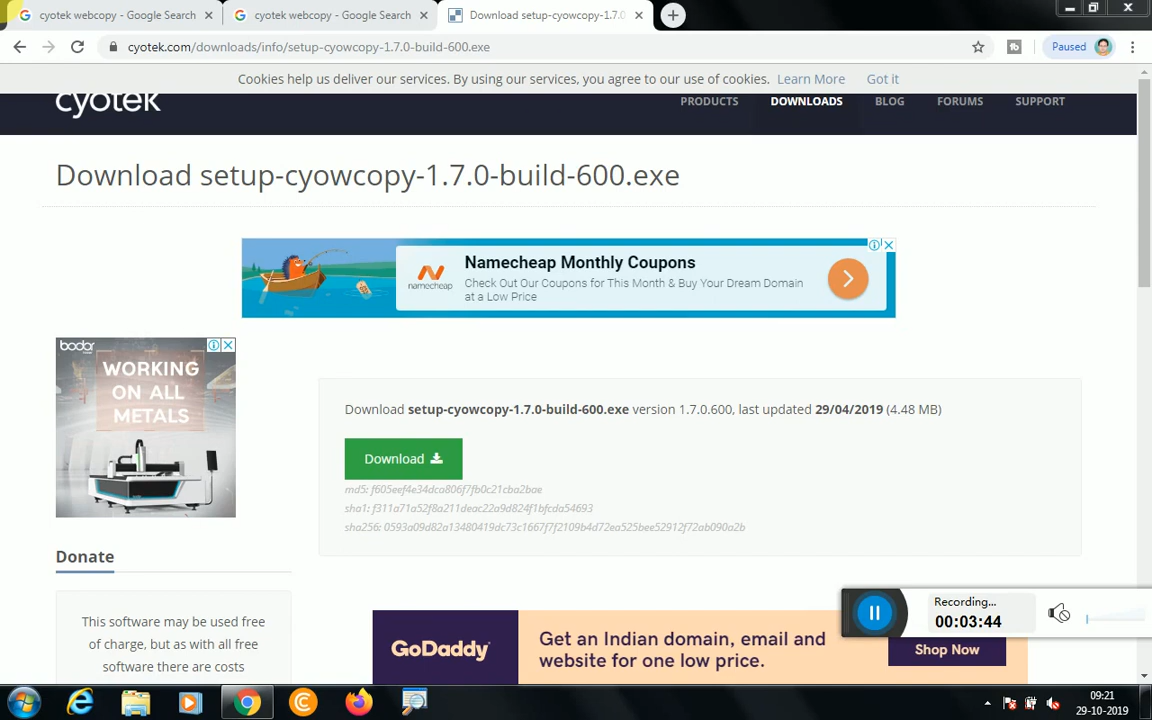 cyotek webcopy - Google Search
cyotek webcopy - Google Search
Download setup-cyowcopy-1.7.0
cyotek.com/downloads/info/setup-cyowcopy-1.7.0-build-600.exe
Paused
Cookies help us deliver our services. By using our services, you agree to our use of cookies. Learn More Got it
cyotek
PRODUCTS DOWNLOADS BLOG FORUMS SUPPORT
Download setup-cyowcopy-1.7.0-build-600.exe
Namecheap Monthly Coupons
Check Out Our Coupons for This Month & Buy Your Dream Domain
at a Low Price
namecheap
bodor
WORKING
ON ALL
METALS
Download setup-cyowcopy-1.7.0-build-600.exe version 1.7.0.600, last updated 29/04/2019 (4.48 MB)
Download
md5: f605eef4e34dca806f7fb0c21cba2bae
sha1: f311a71a52f8a211deac22a9d824f1bfcda54693
sha256: 0593a09d82a13480419dc73c1667f7f2109b4d72ea525bee52912f72ab090a2b
Donate
This software may be used free
of charge, but as with all free
software there are costs
Recording...
00:03:44
GoDaddy
Get an Indian domain, email and
website for one low price.
Shop Now
09:21
29-10-2019